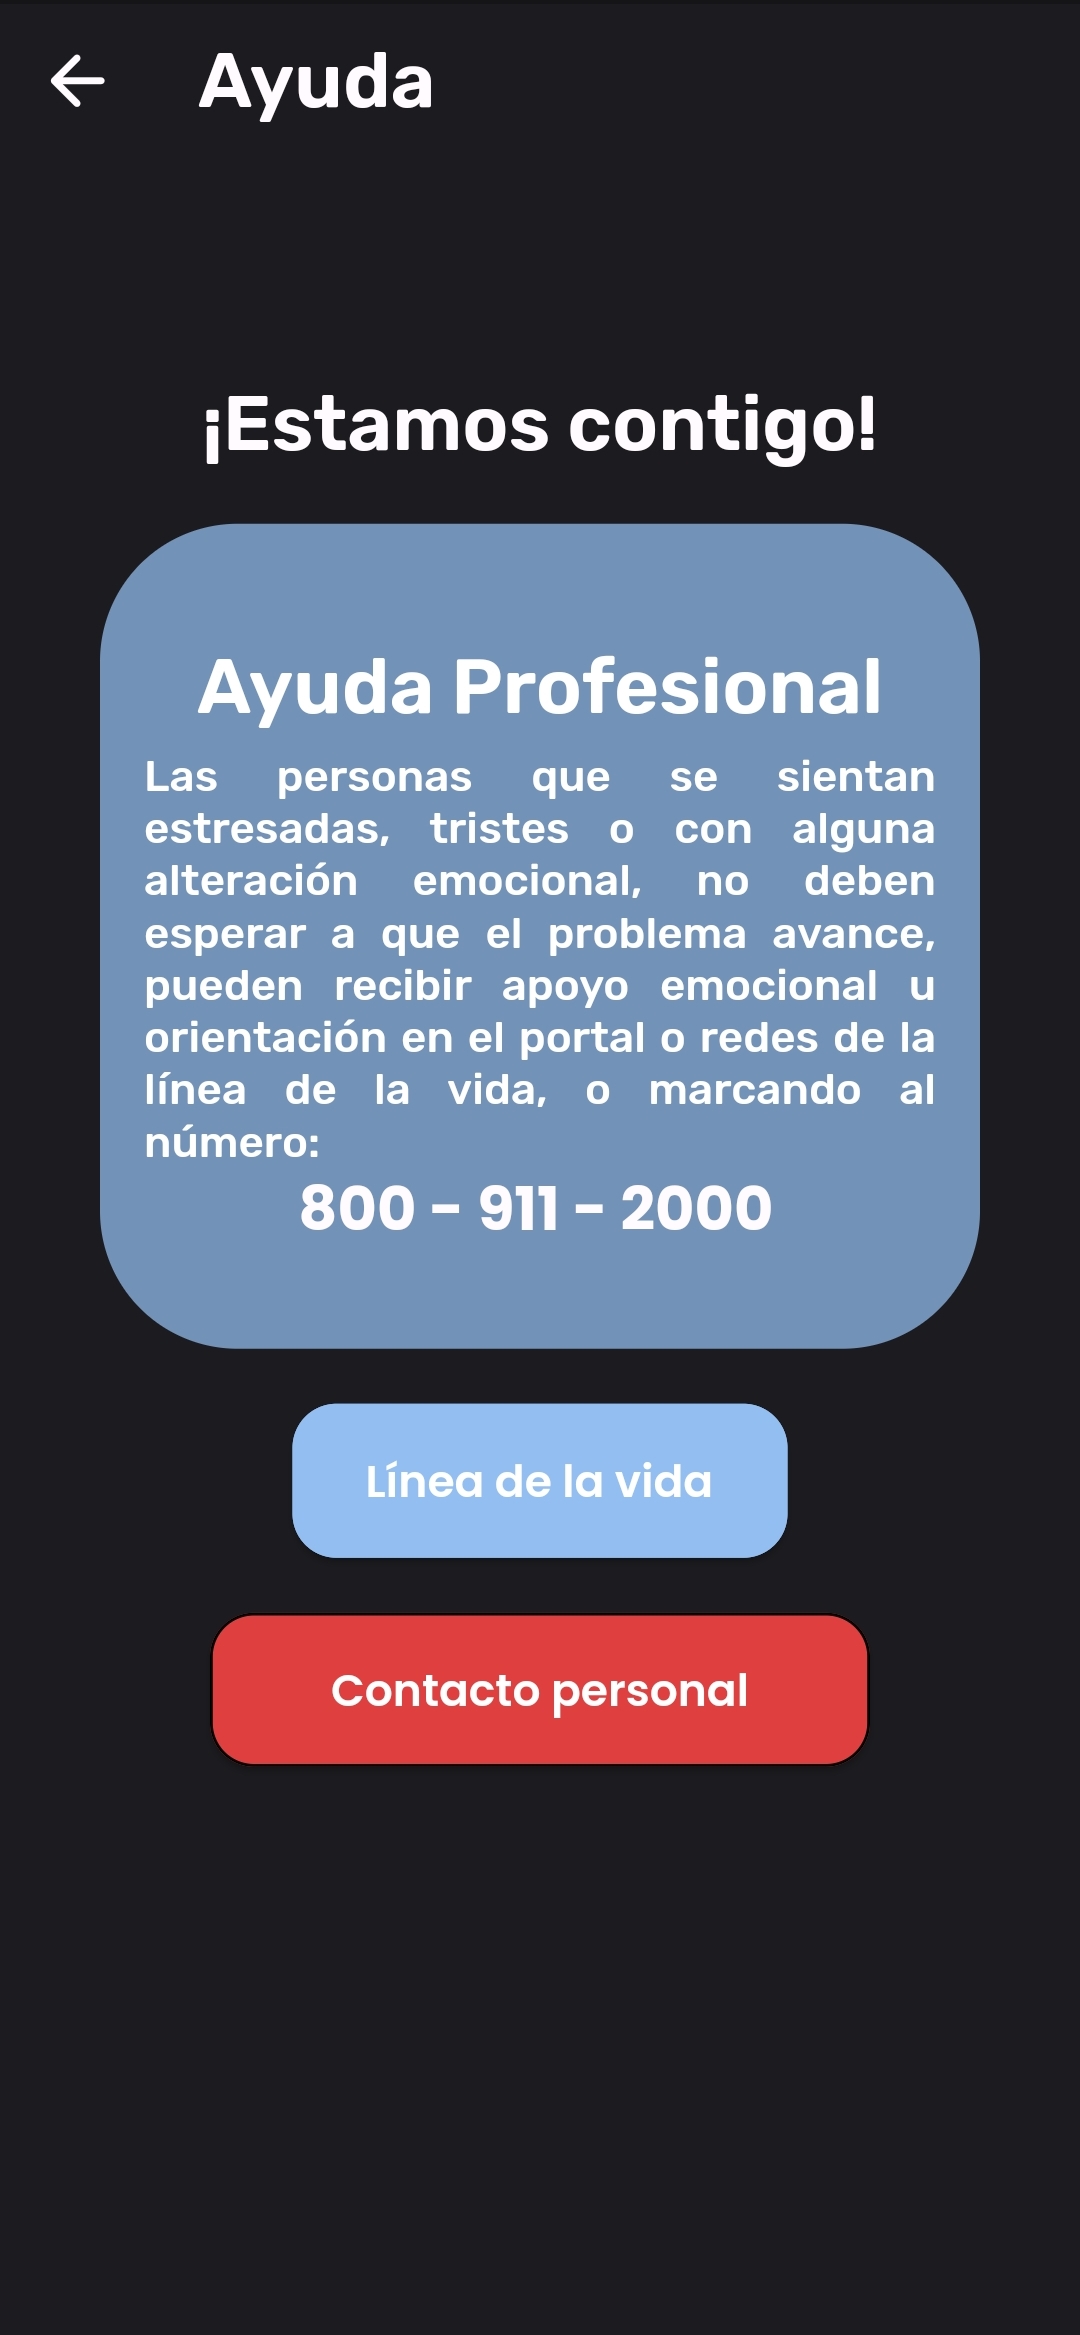 Ayuda
¡Estamos contigo!
Ayuda Profesional
Las personas que se sientan
estresadas, tristes o con alguna
alteración emocional, no deben
esperar a que el problema avance,
pueden recibir apoyo emocional u
orientación en el portal o redes de la
línea de la vida, o marcando al
número:
800 - 911 - 2000
Línea de la vida
Contacto personal